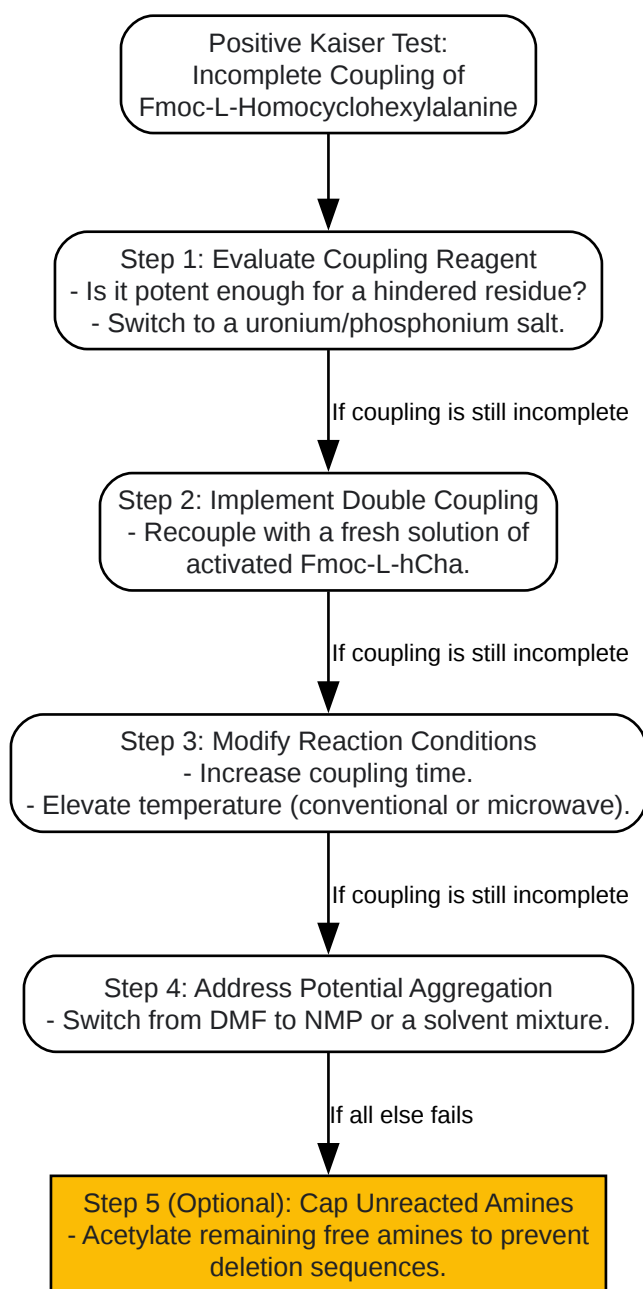 Positive Kaiser Test:
Incomplete Coupling of
Fmoc-L-Homocyclohexylalanine
Step 1: Evaluate Coupling Reagent
- Is it potent enough for a hindered residue?
- Switch to a uronium/phosphonium salt.
If coupling is still incomplete
Step 2: Implement Double Coupling
- Recouple with a fresh solution of
activated Fmoc-L-hCha.
If coupling is still incomplete
Step 3: Modify Reaction Conditions
- Increase coupling time.
- Elevate temperature (conventional or microwave).
If coupling is still incomplete
Step 4: Address Potential Aggregation
- Switch from DMF to NMP or a solvent mixture.
If all else fails
Step 5 (Optional): Cap Unreacted Amines
- Acetylate remaining free amines to prevent
deletion sequences.